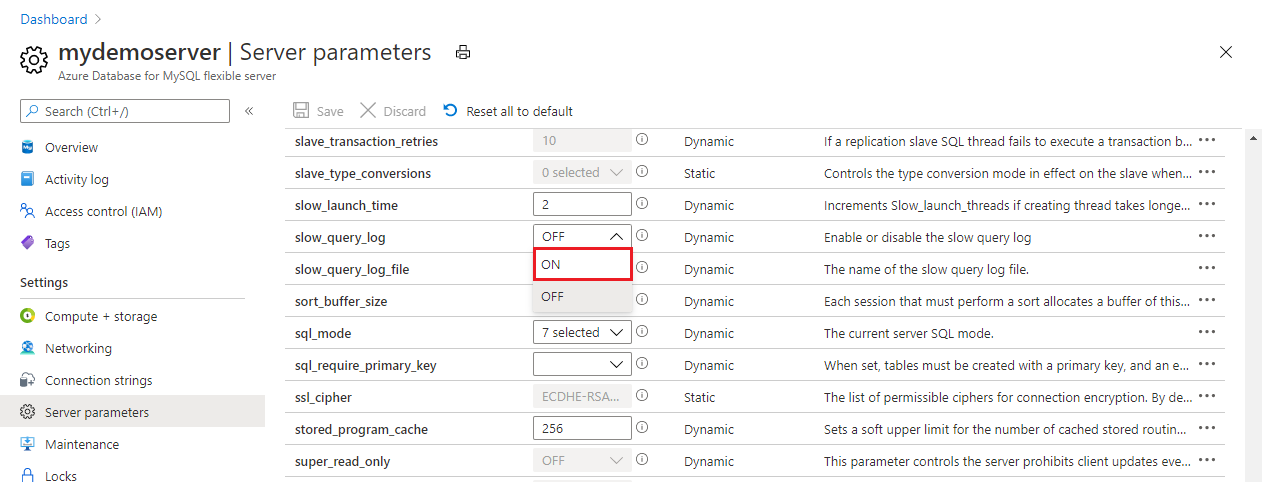 Dashboard >
mydemoserver | Server parameters
Azure Database for MySQL flexible server
Search (Ctrl+/)
«
Overview
Activity log
Access control (IAM)
Tags
Settings
Compute + storage
Networking
Connection strings
Server parameters
Maintenance
Locks
Save Discard Reset all to default
slave_transaction_retries 10 Dynamic If a replication slave SQL thread fails to execute a transaction b...
slave_type_conversions 0 selected Static Controls the type conversion mode in effect on the slave when...
slow_launch_time 2 Dynamic Increments Slow_launch_threads if creating thread takes longe...
slow_query_log OFF Dynamic Enable or disable the slow query log
slow_query_log_file ON Dynamic The name of the slow query log file.
sort_buffer_size OFF Dynamic Each session that must perform a sort allocates a buffer of this...
sql_mode 7 selected Dynamic The current server SQL mode.
sql_require_primary_key Dynamic When set, tables must be created with a primary key, and an e...
ssl_cipher ECDHE-RSA... Static The list of permissible ciphers for connection encryption. By de...
stored_program_cache 256 Dynamic Sets a soft upper limit for the number of cached stored routin...
super_read_only OFF Dynamic This parameter controls the server prohibits client updates eve...